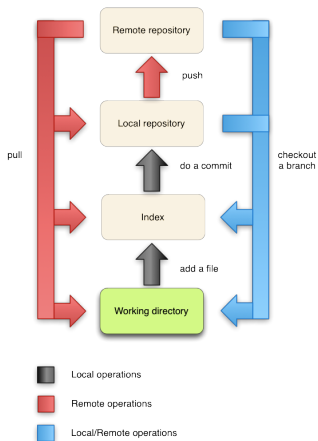 Remote repository
push
Local repository
pull
do a commit
checkout
a branch
Index
add a file
Working directory
Local operations
Remote operations
Local/Remote operations